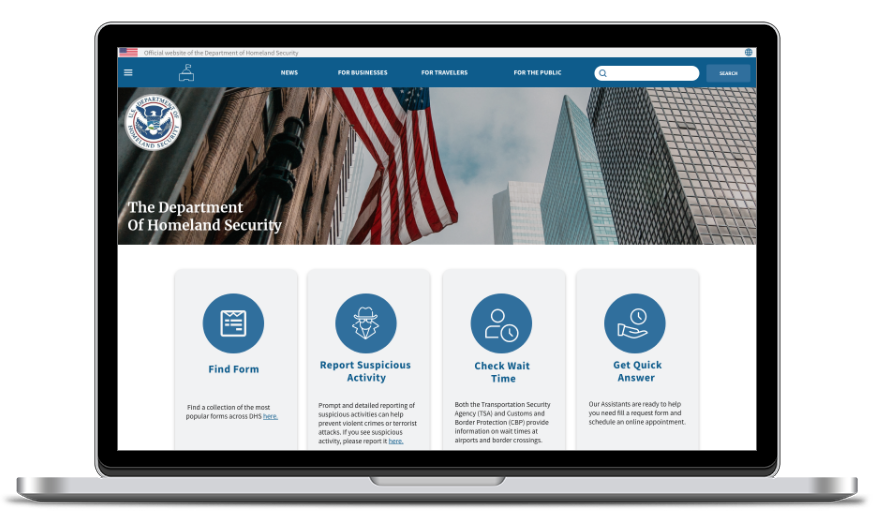 Official website of the Department of Homeland Security
NEWS
FOR BUSINESSES
FOR TRAVELERS
FOR THE PUBLIC
SEARCH
U.S. DEPARTMENT OF
HOMELAND SECURITY
The Department
Of Homeland Security
Find Form
Find a collection of the most
popular forms across DHS here.
Report Suspicious
Activity
Prompt and detailed reporting of
suspicious activities can help
prevent violent crimes or terrorist
attacks. If you see suspicious
activity, please report it here.
Check Wait
Time
Both the Transportation Security
Agency (TSA) and Customs and
Border Protection (CBP) provide
information on wait times at
airports and border crossings.
Get Quick
Answer
Our Assistants are ready to help
you need fill a request form and
schedule an online appointment.